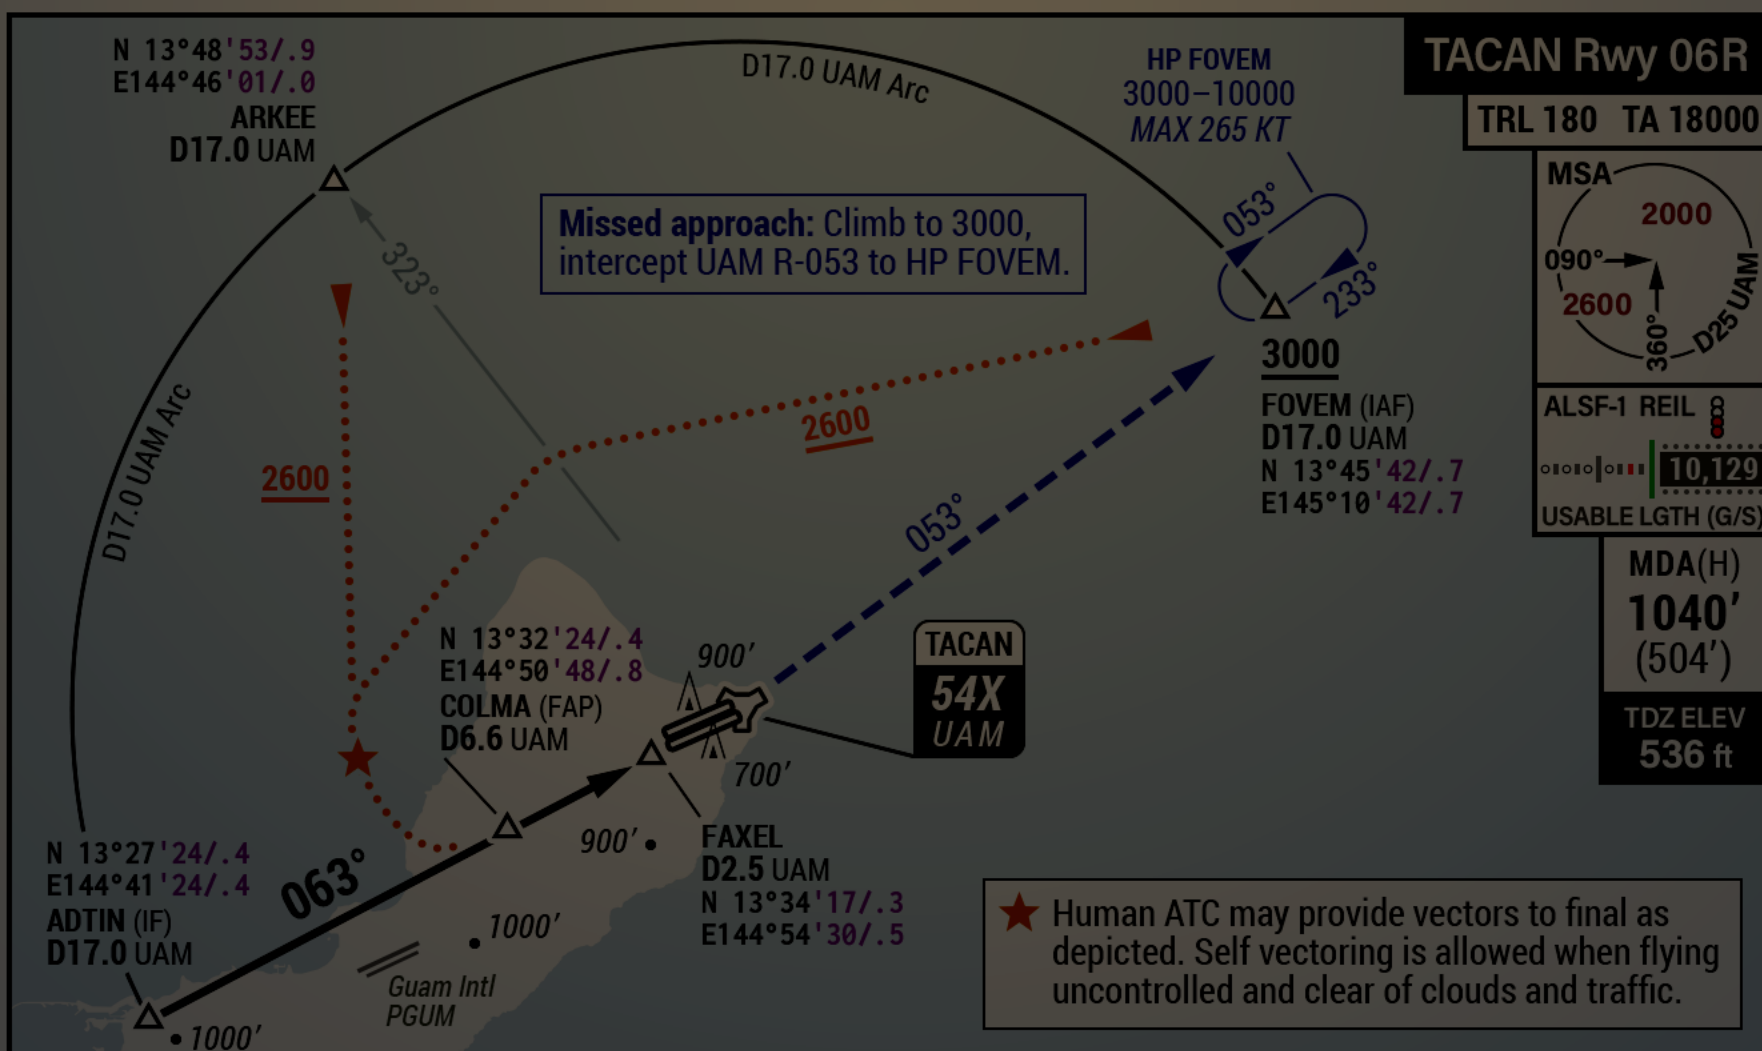 TACAN Rwy 06R
TRL 180 TA 18000
N 13°48'53/.9
E144°46'01/.0
ARKEE
D17.0 UAM
D17.0 UAM Arc
HP FOVEM
3000–10000
MAX 265 KT
MSA
2000
090°
2600
360°
D25 UAM
Missed approach: Climb to 3000,
intercept UAM R-053 to HP FOVEM.
053°
233°
323°
3000
FOVEM (IAF)
D17.0 UAM
N 13°45'42/.7
E145°10'42/.7
ALSF-1 REIL
10,129
USABLE LGTH (G/S)
D17.0 UAM Arc
2600
2600
053°
MDA(H)
1040'
(504')
TDZ ELEV
536 ft
N 13°32'24/.4
E144°50'48/.8
COLMA (FAP)
D6.6 UAM
900'
TACAN
54X
UAM
700'
900'
FAXEL
D2.5 UAM
N 13°34'17/.3
E144°54'30/.5
N 13°27'24/.4
E144°41'24/.4
ADTIN (IF)
D17.0 UAM
063°
1000'
Guam Intl
PGUM
1000'
Human ATC may provide vectors to final as
depicted. Self vectoring is allowed when flying
uncontrolled and clear of clouds and traffic.